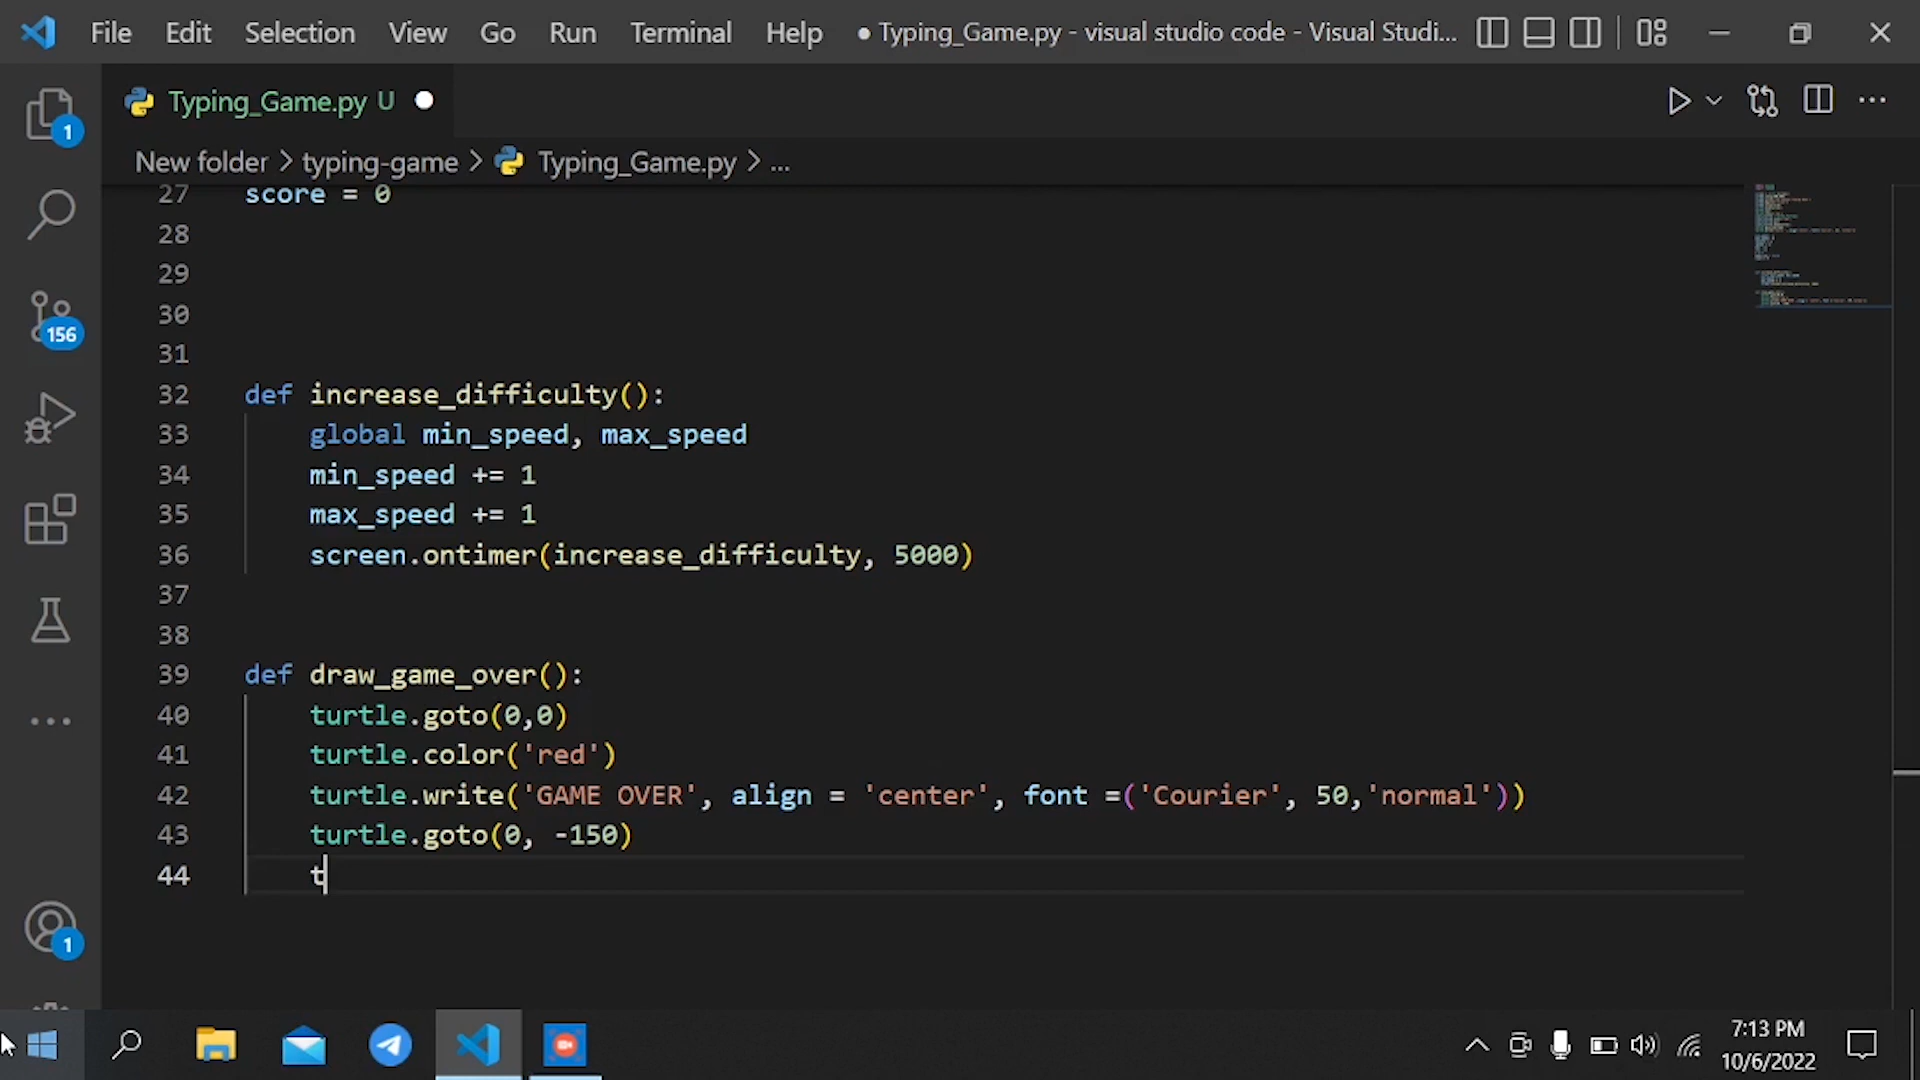 File Edit Selection View Go Run Terminal Help ● Typing_Game.py - visual studio code - Visual Studi...
1 Typing_Game.py U
New folder > typing-game > Typing_Game.py > ...
27 score = 0
28
29
30
31
156
32 def increase_difficulty():
33 global min_speed, max_speed
34 min_speed += 1
35 max_speed += 1
36 screen.ontimer(increase_difficulty, 5000)
37
38
39 def draw_game_over():
40 turtle.goto(0,0)
41 turtle.color('red')
42 turtle.write('GAME OVER', align = 'center', font =('Courier', 50,'normal'))
43 turtle.goto(0, -150)
44 t
1
7:13 PM
10/6/2022